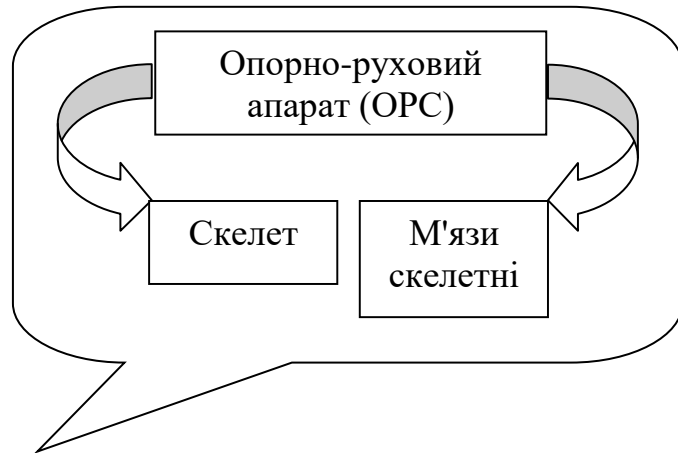 Опорно-руховий
апарат (ОРС)
Скелет
М'язи
скелетні